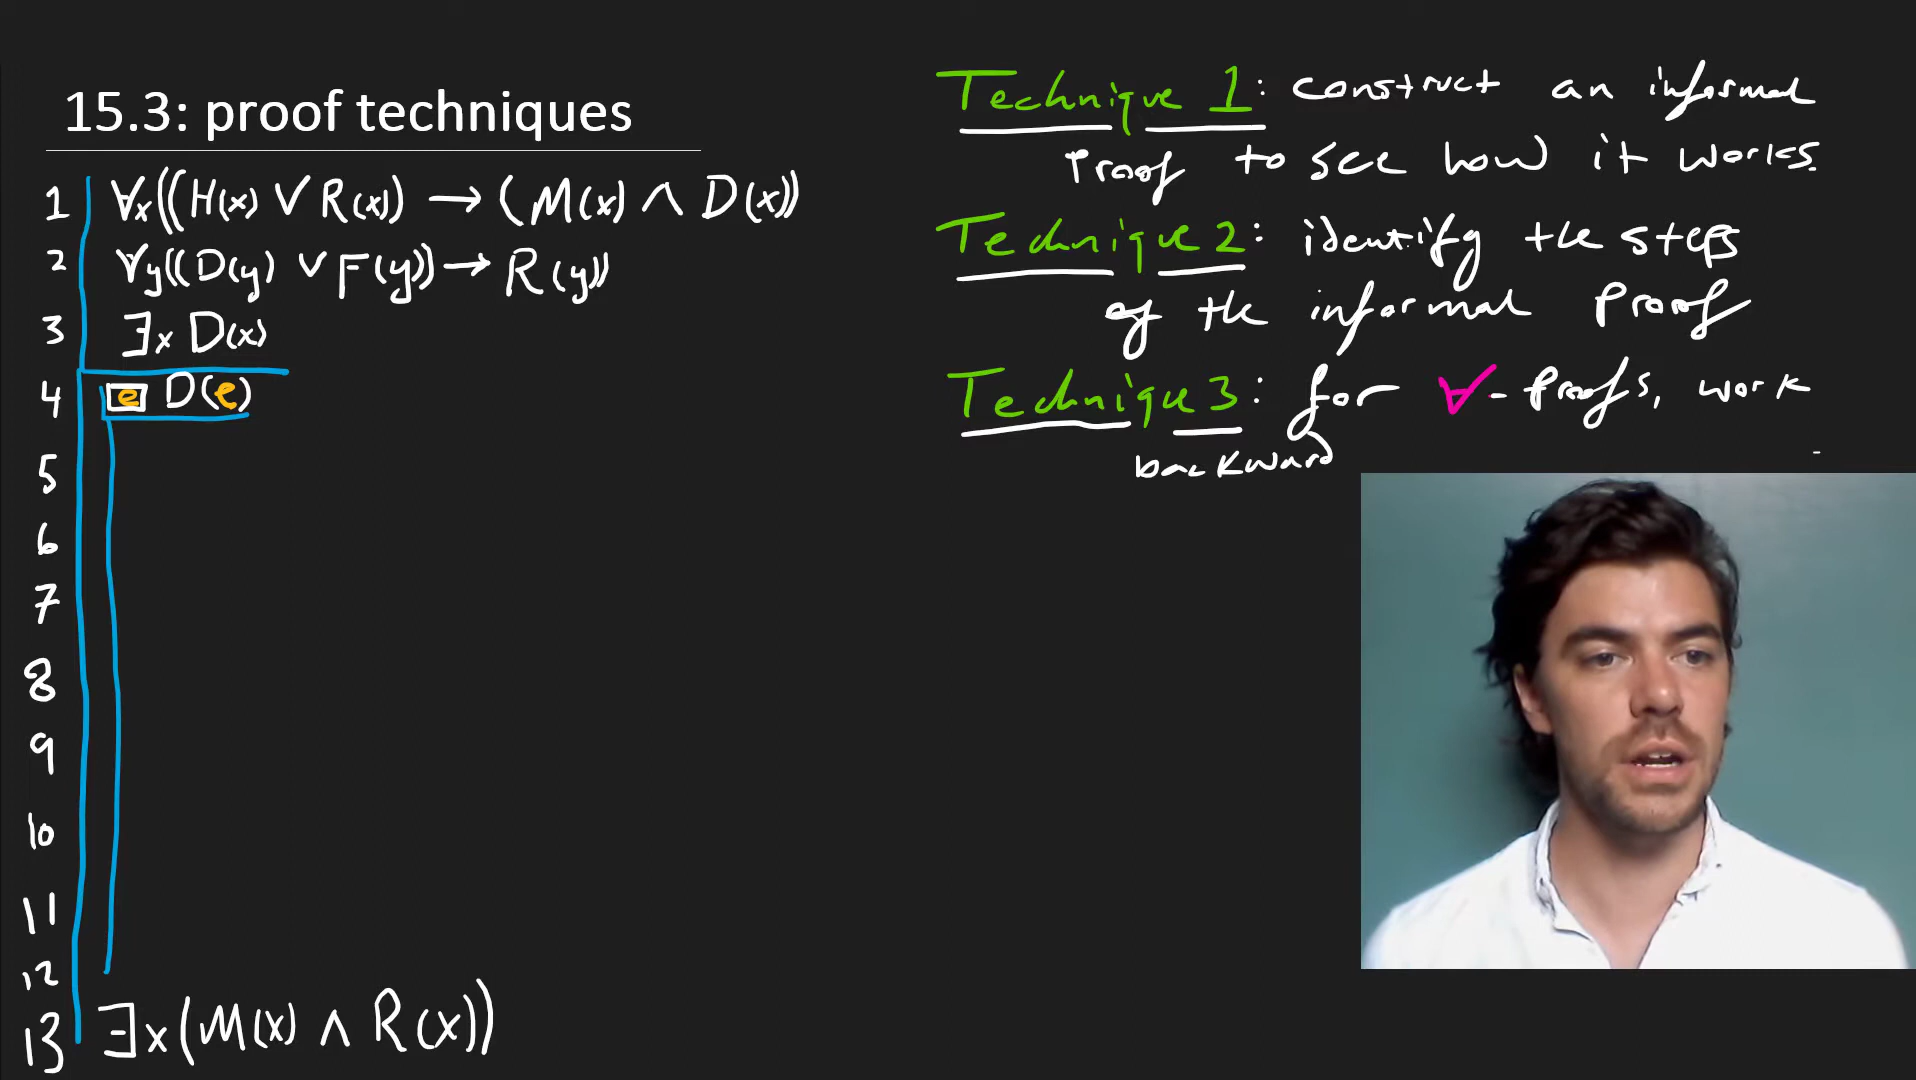 15.3: proof techniques
1 ∀x((H(x) ∨ R(x)) → (M(x) ∧ D(x))
2 ∀y((D(y) ∨ F(y)) → R(y))
3 ∃x D(x)
4 e D(e)
5
6
7
8
9
10
11
12
13 ∃x(M(x) ∧ R(x))
Technique 1: construct an informal
proof to see how it works.
Technique 2: identify the steps
of the informal proof
Technique 3: for ∀-proofs, work
backward